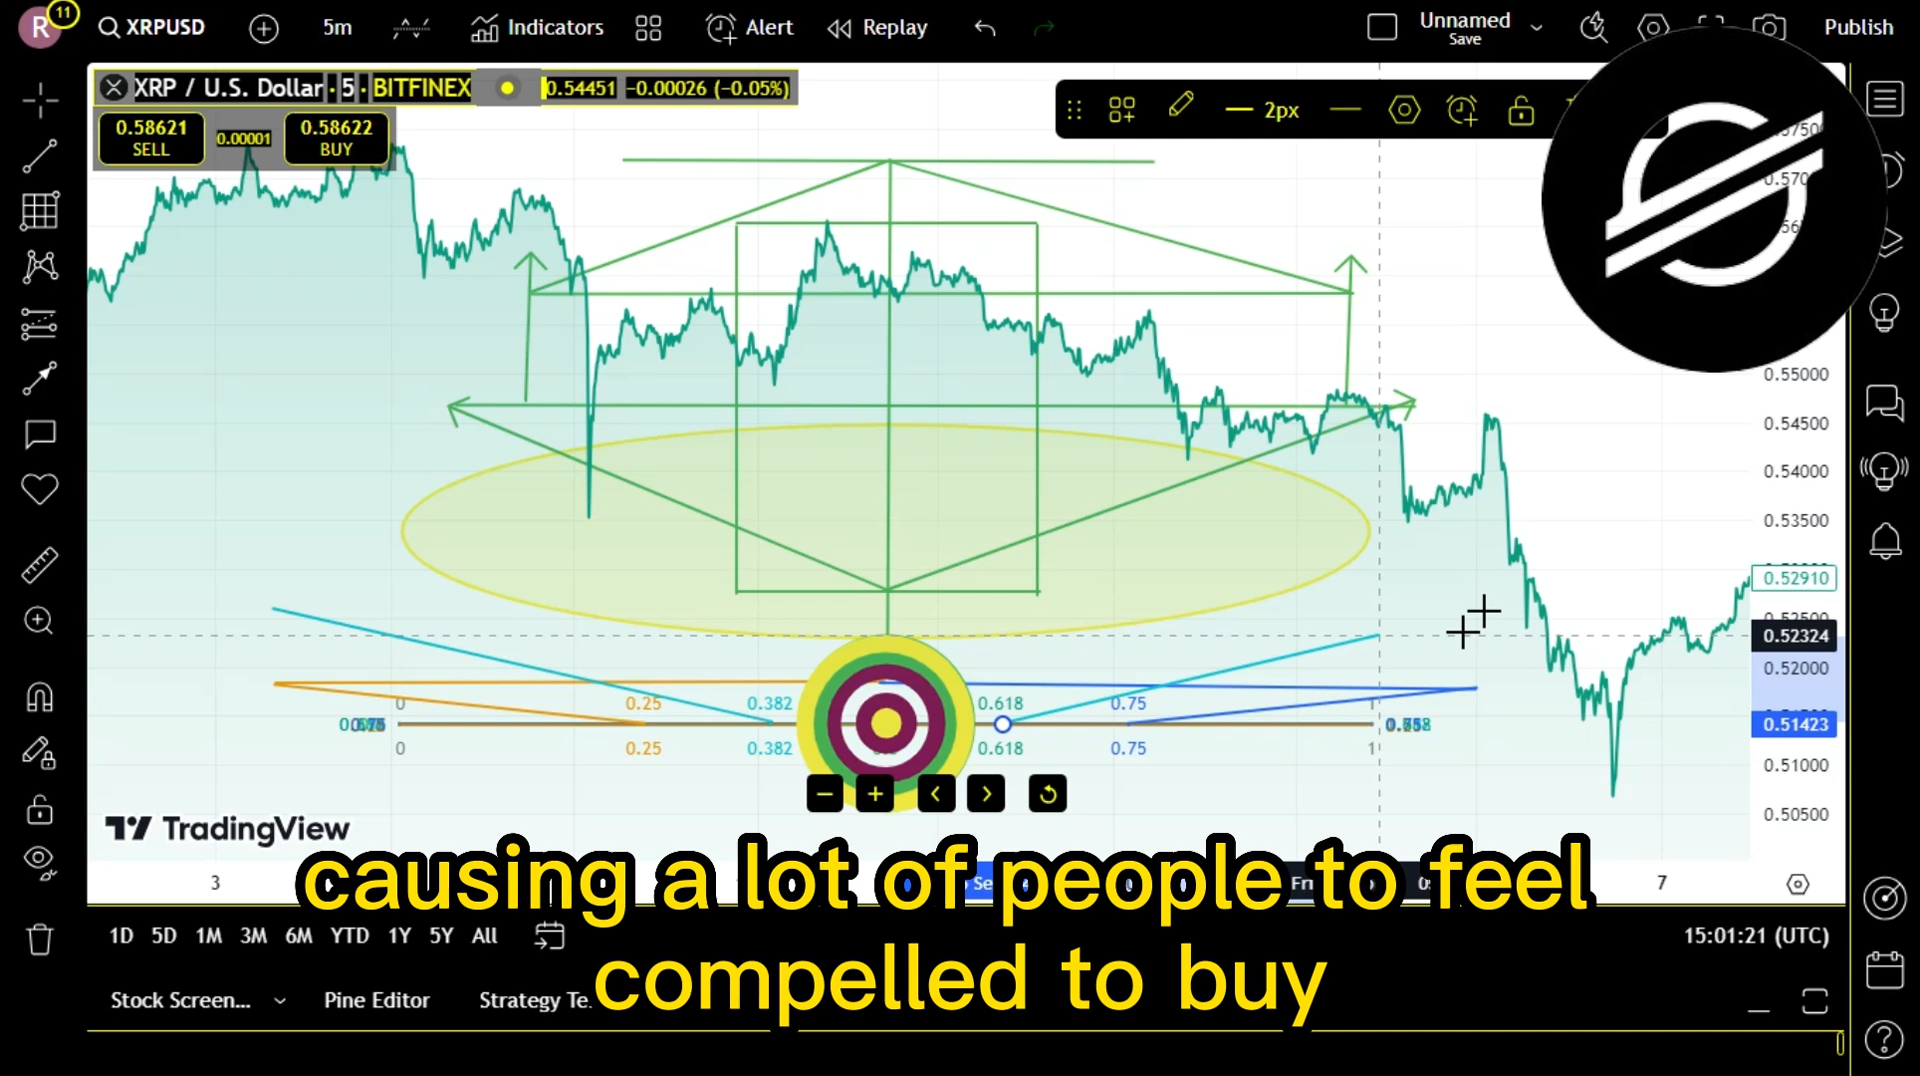 R 11 XRPUSD 5m Indicators Alert Replay Unnamed Publish
Save
XRP / U.S. Dollar · 5 · BITFINEX 0.54451 −0.00026 (−0.05%)
0.58621 0.00001 0.58622
SELL BUY
2px
0.55000
0.54500
0.54000
0.53500
0.52910
0.52324
0.52000
0 0.25 0.382 0.618 0.75 1
0.51423
0 0.25 0.382 0.618 0.75 1
0.51000
0.50500
TradingView
3 7
causing a lot of people to feel
compelled to buy
1D 5D 1M 3M 6M YTD 1Y 5Y All 15:01:21 (UTC)
Stock Screen... Pine Editor Strategy Te..